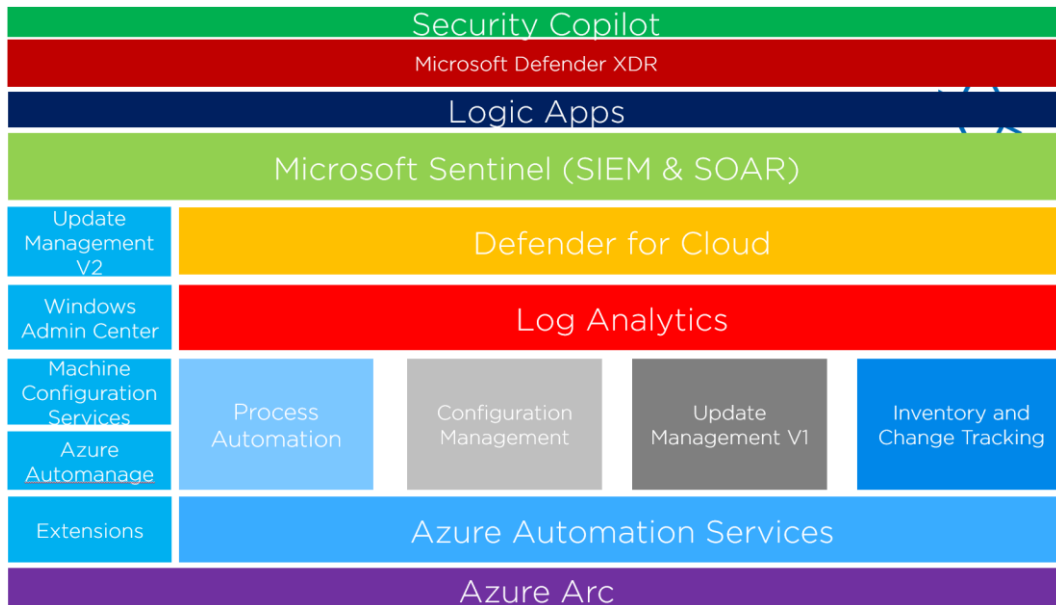 Security Copilot
Microsoft Defender XDR
Logic Apps
Microsoft Sentinel (SIEM & SOAR)
Update
Management
V2
Defender for Cloud
Windows
Admin Center
Log Analytics
Machine
Configuration
Services
Azure
Automanage
Process
Automation
Configuration
Management
Update
Management V1
Inventory and
Change Tracking
Extensions
Azure Automation Services
Azure Arc